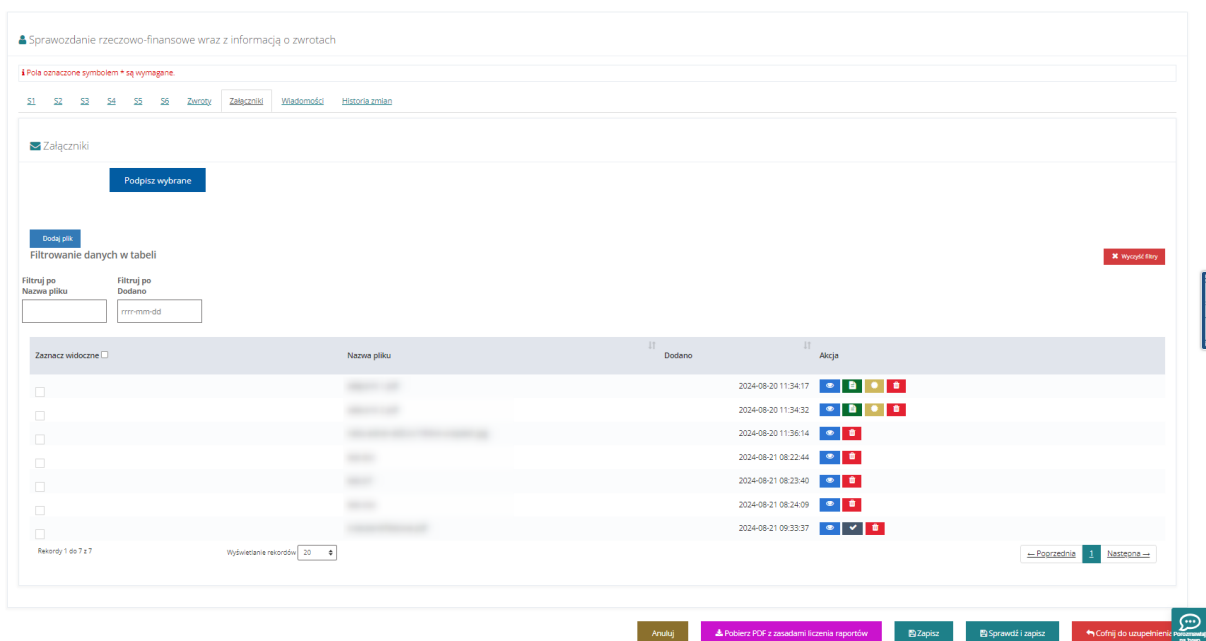 Sprawozdanie rzeczowo-finansowe wraz z informacją o zwrotach
Pola oznaczone symbolem * są wymagane.
S1 S2 S3 S4 S5 S6 Zwroty Załączniki Wiadomości Historia zmian
Załączniki
Podpisz wybrane
Dodaj plik
Filtrowanie danych w tabeli
Wyczyść filtry
Filtruj po Nazwa pliku
Filtruj po Dodano
rrrr-mm-dd
Zaznacz widoczne Nazwa pliku Dodano Akcja
2024-08-20 11:34:17
2024-08-20 11:34:32
2024-08-20 11:36:14
2024-08-21 08:22:44
2024-08-21 08:23:40
2024-08-21 08:24:09
2024-08-21 09:33:37
Rekordy 1 do 7 z 7 Wyświetlanie rekordów 20 ← Poprzednia 1 Następna →
Anuluj Pobierz PDF z zasadami liczenia raportów Zapisz Sprawdź i zapisz Cofnij do uzupełnienia